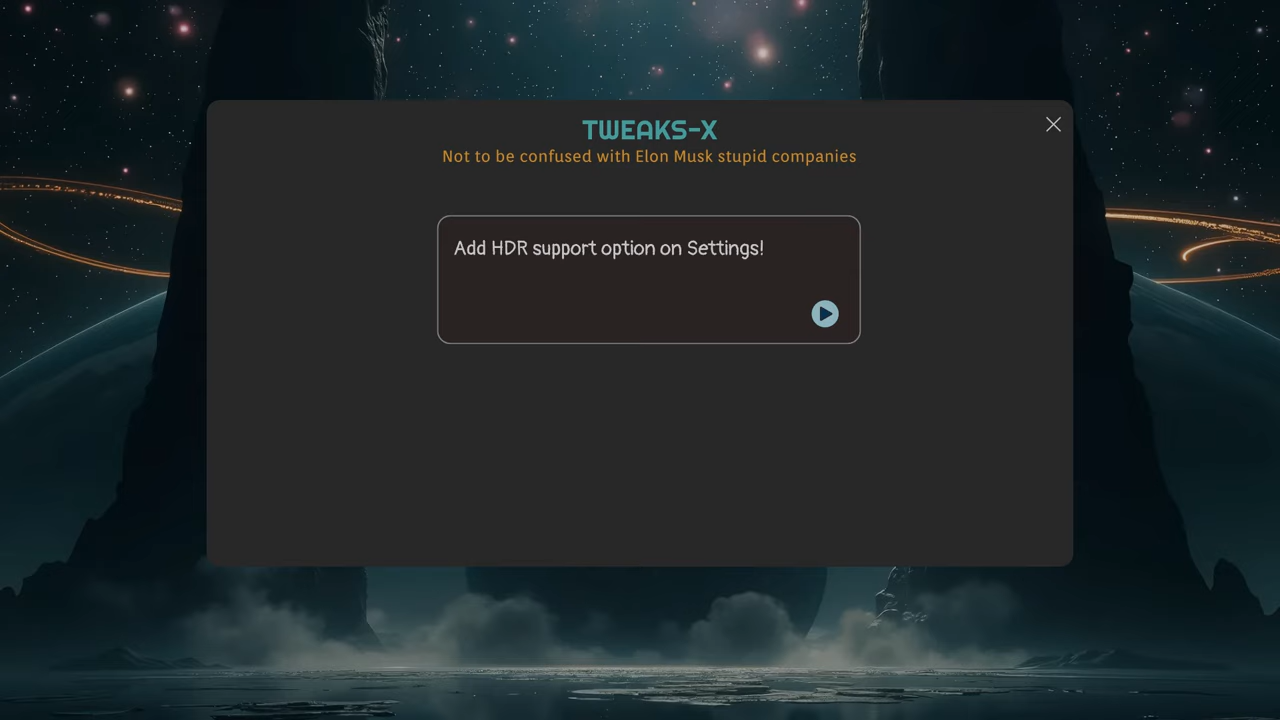 TWEAKS-X
Not to be confused with Elon Musk stupid companies
Add HDR support option on Settings!